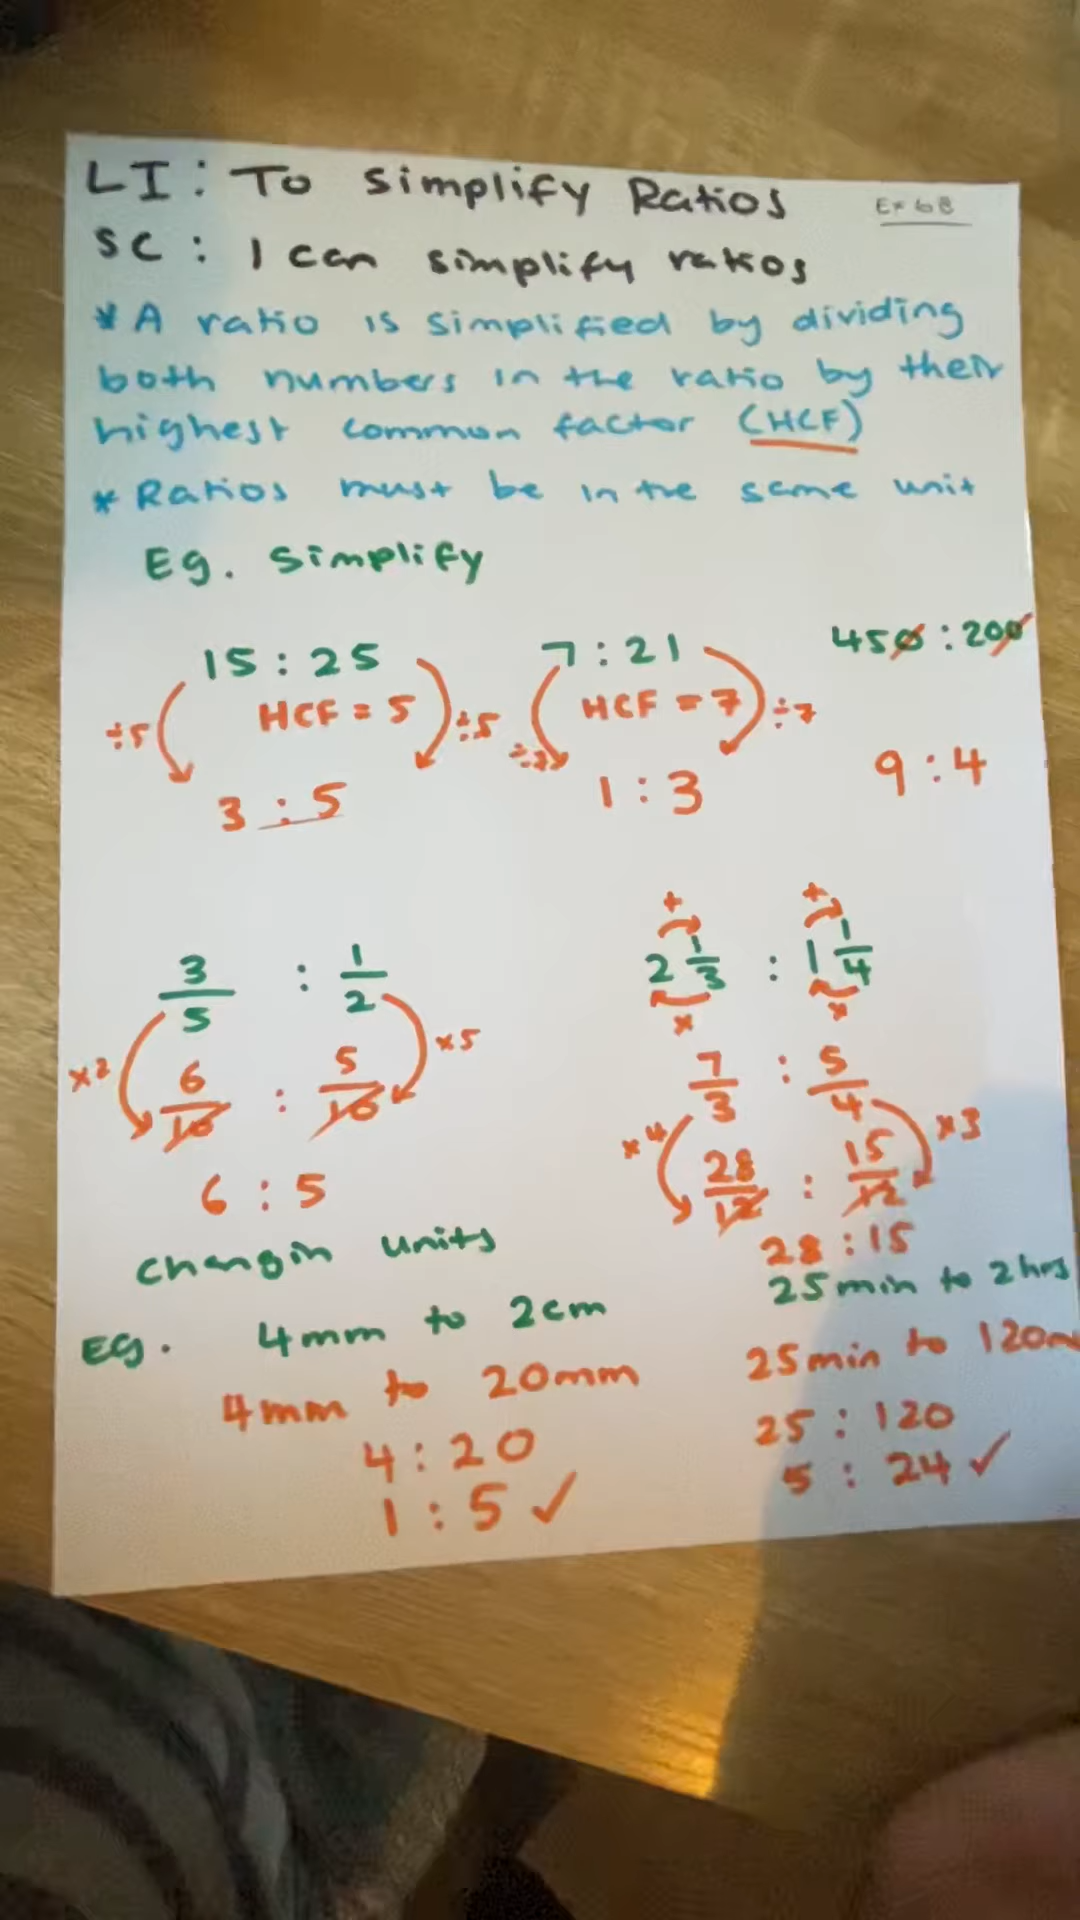 LI: To simplify Ratios
Ex 6B
SC: I can simplify ratios
* A ratio is simplified by dividing
both numbers in the ratio by their
highest common factor (HCF)
* Ratios must be in the same unit
Eg. Simplify
15 : 25
HCF = 5
÷5 ÷5
3 : 5
7 : 21
HCF = 7
÷7 ÷7
1 : 3
450 : 200
9 : 4
3/5 : 1/2
×2 ×5
6/10 : 5/10
6 : 5
+ +
2 1/3 : 1 1/4
× ×
7/3 : 5/4
×4 ×3
28/12 : 15/12
28 : 15
Changin units
EG. 4mm to 2cm
4mm to 20mm
4 : 20
1 : 5 ✓
25min to 2hrs
25min to 120m
25 : 120
5 : 24 ✓